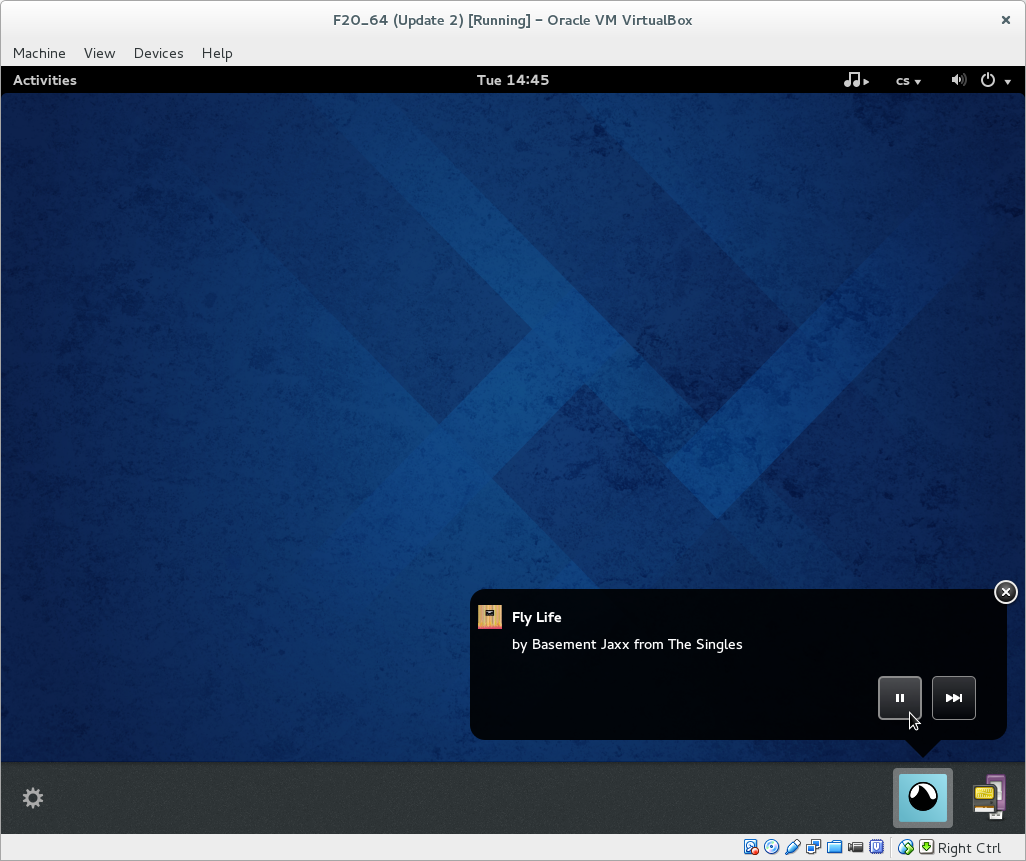 F20_64 (Update 2) [Running] – Oracle VM VirtualBox
Machine View Devices Help
Activities Tue 14:45 cs
Fly Life
by Basement Jaxx from The Singles
Right Ctrl